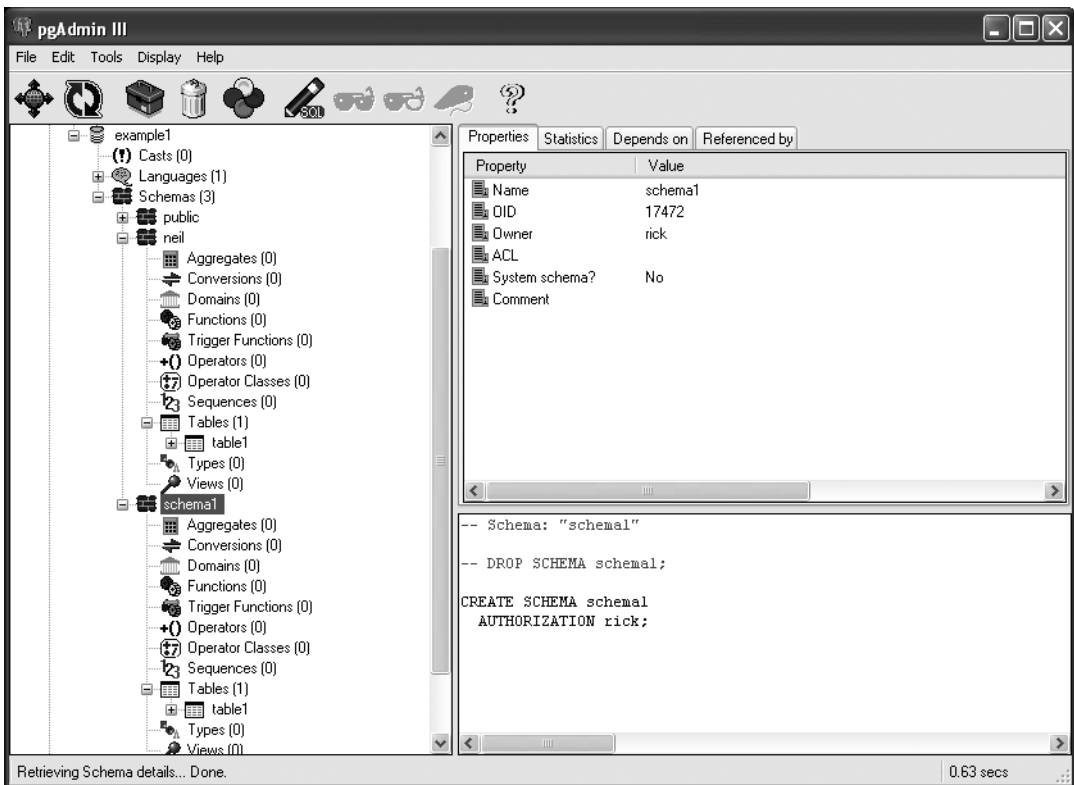 pgAdmin III
File Edit Tools Display Help
SQL
example1
Casts (0)
Languages (1)
Schemas (3)
public
neil
Aggregates (0)
Conversions (0)
Domains (0)
Functions (0)
Trigger Functions (0)
Operators (0)
Operator Classes (0)
Sequences (0)
Tables (1)
table1
Types (0)
Views (0)
schema1
Aggregates (0)
Conversions (0)
Domains (0)
Functions (0)
Trigger Functions (0)
Operators (0)
Operator Classes (0)
Sequences (0)
Tables (1)
table1
Types (0)
Views (0)
Properties Statistics Depends on Referenced by
Property Value
Name schema1
OID 17472
Owner rick
ACL
System schema? No
Comment
-- Schema: "schema1"
-- DROP SCHEMA schema1;
CREATE SCHEMA schema1
AUTHORIZATION rick;
Retrieving Schema details... Done. 0.63 secs